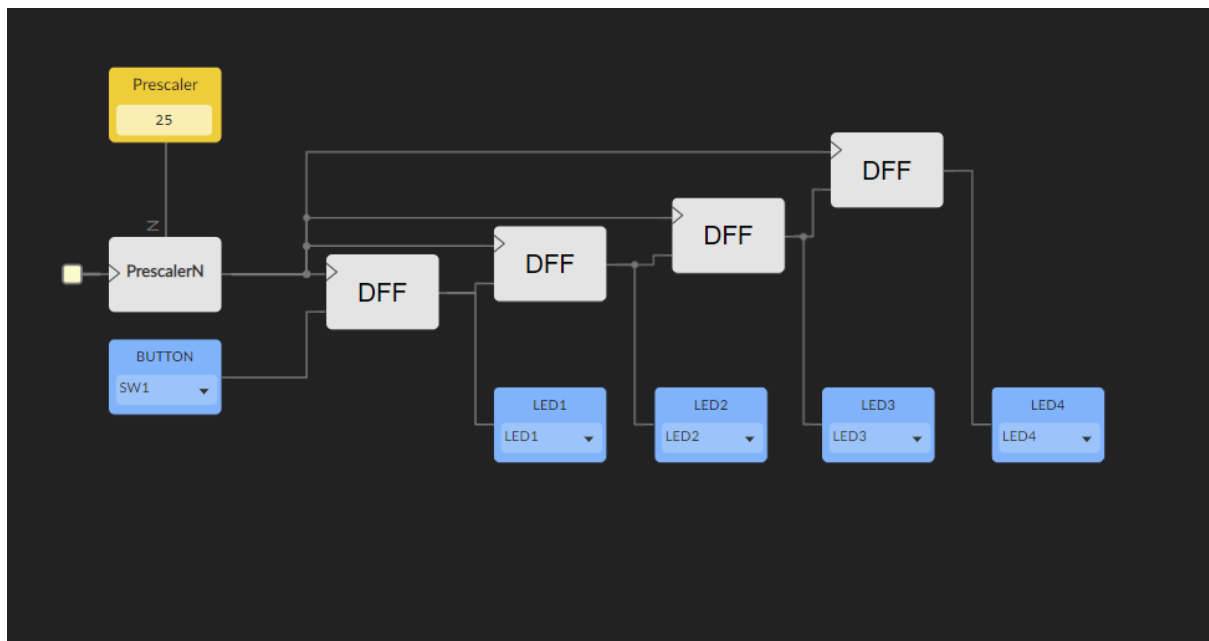 Prescaler
25
N
PrescalerN
DFF
DFF
DFF
DFF
BUTTON
SW1
LED1
LED1
LED2
LED2
LED3
LED3
LED4
LED4